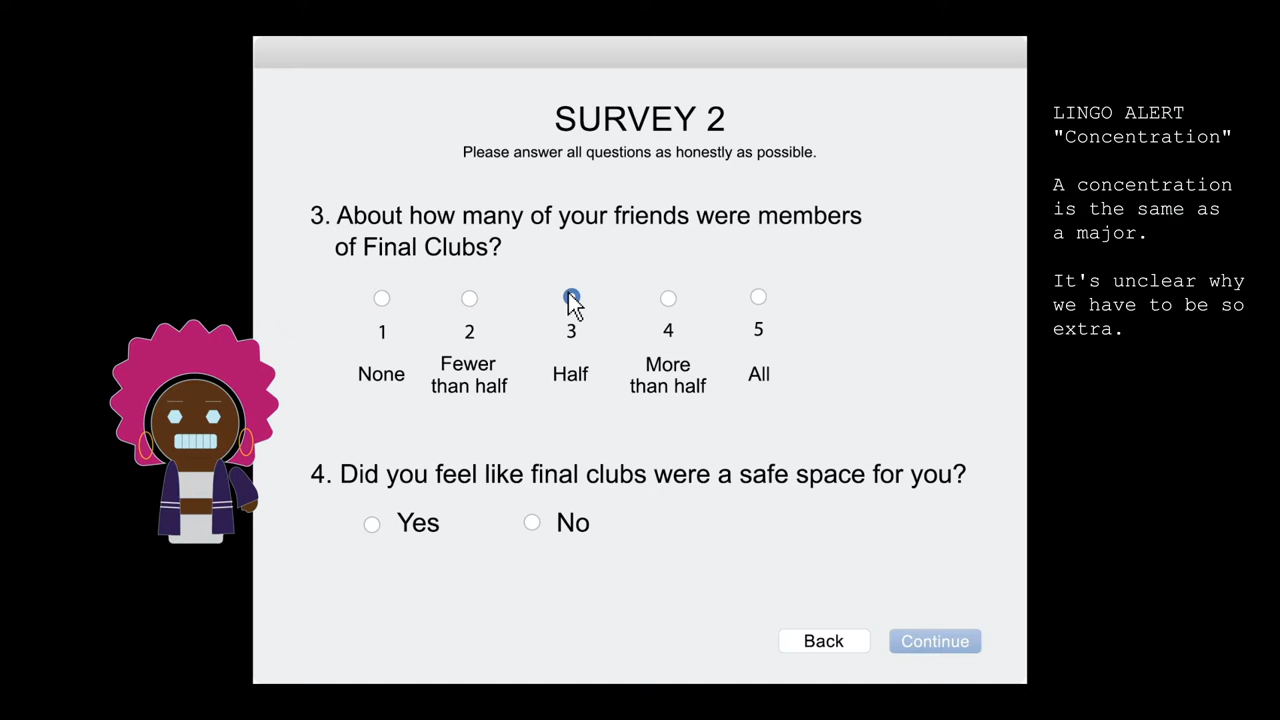 SURVEY 2
Please answer all questions as honestly as possible.
3. About how many of your friends were members
of Final Clubs?
1 2 3 4 5
None Fewer than half Half More than half All
4. Did you feel like final clubs were a safe space for you?
Yes No
Back Continue
LINGO ALERT
"Concentration"
A concentration
is the same as
a major.
It's unclear why
we have to be so
extra.